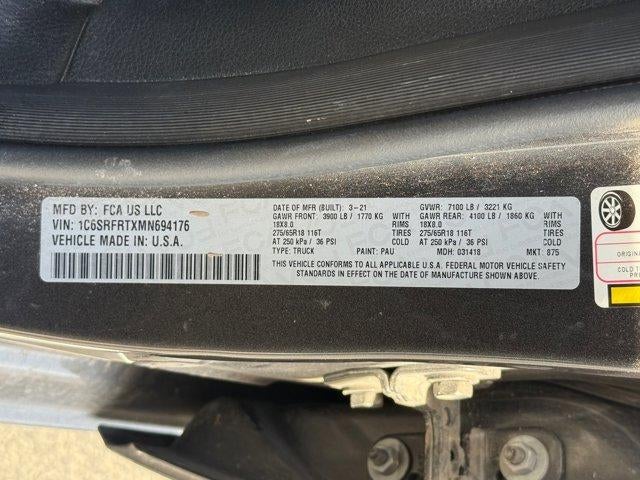 MFD BY: FCA US LLC
VIN: 1C6SRFRTXMN694176
VEHICLE MADE IN: U.S.A.
DATE OF MFR (BUILT): 3-21 GVWR: 7100 LB / 3221 KG
GAWR FRONT: 3900 LB / 1770 KG GAWR REAR: 4100 LB / 1860 KG
18X8.0 RIMS 18X8.0 RIMS
275/65R18 116T TIRES 275/65R18 116T TIRES
AT 250 kPa / 36 PSI COLD AT 250 kPa / 36 PSI COLD
TYPE: TRUCK PAINT: PAU MDH: 031418 MKT: 875
THIS VEHICLE CONFORMS TO ALL APPLICABLE U.S.A. FEDERAL MOTOR VEHICLE SAFETY
STANDARDS IN EFFECT ON THE DATE OF MANUFACTURE SHOWN ABOVE.
ORIGINA
COLD TI